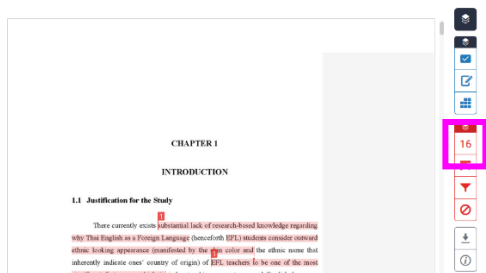 CHAPTER 1
16
INTRODUCTION
1.1 Justification for the Study
1
There currently exists substantial lack of research-based knowledge regarding
why Thai English as a Foreign Language (henceforth EFL) students consider outward
ethnic looking appearance (manifested by the skin color and the ethnic nose that
inherently indicate ones' country of origin) of EFL teachers to be one of the most